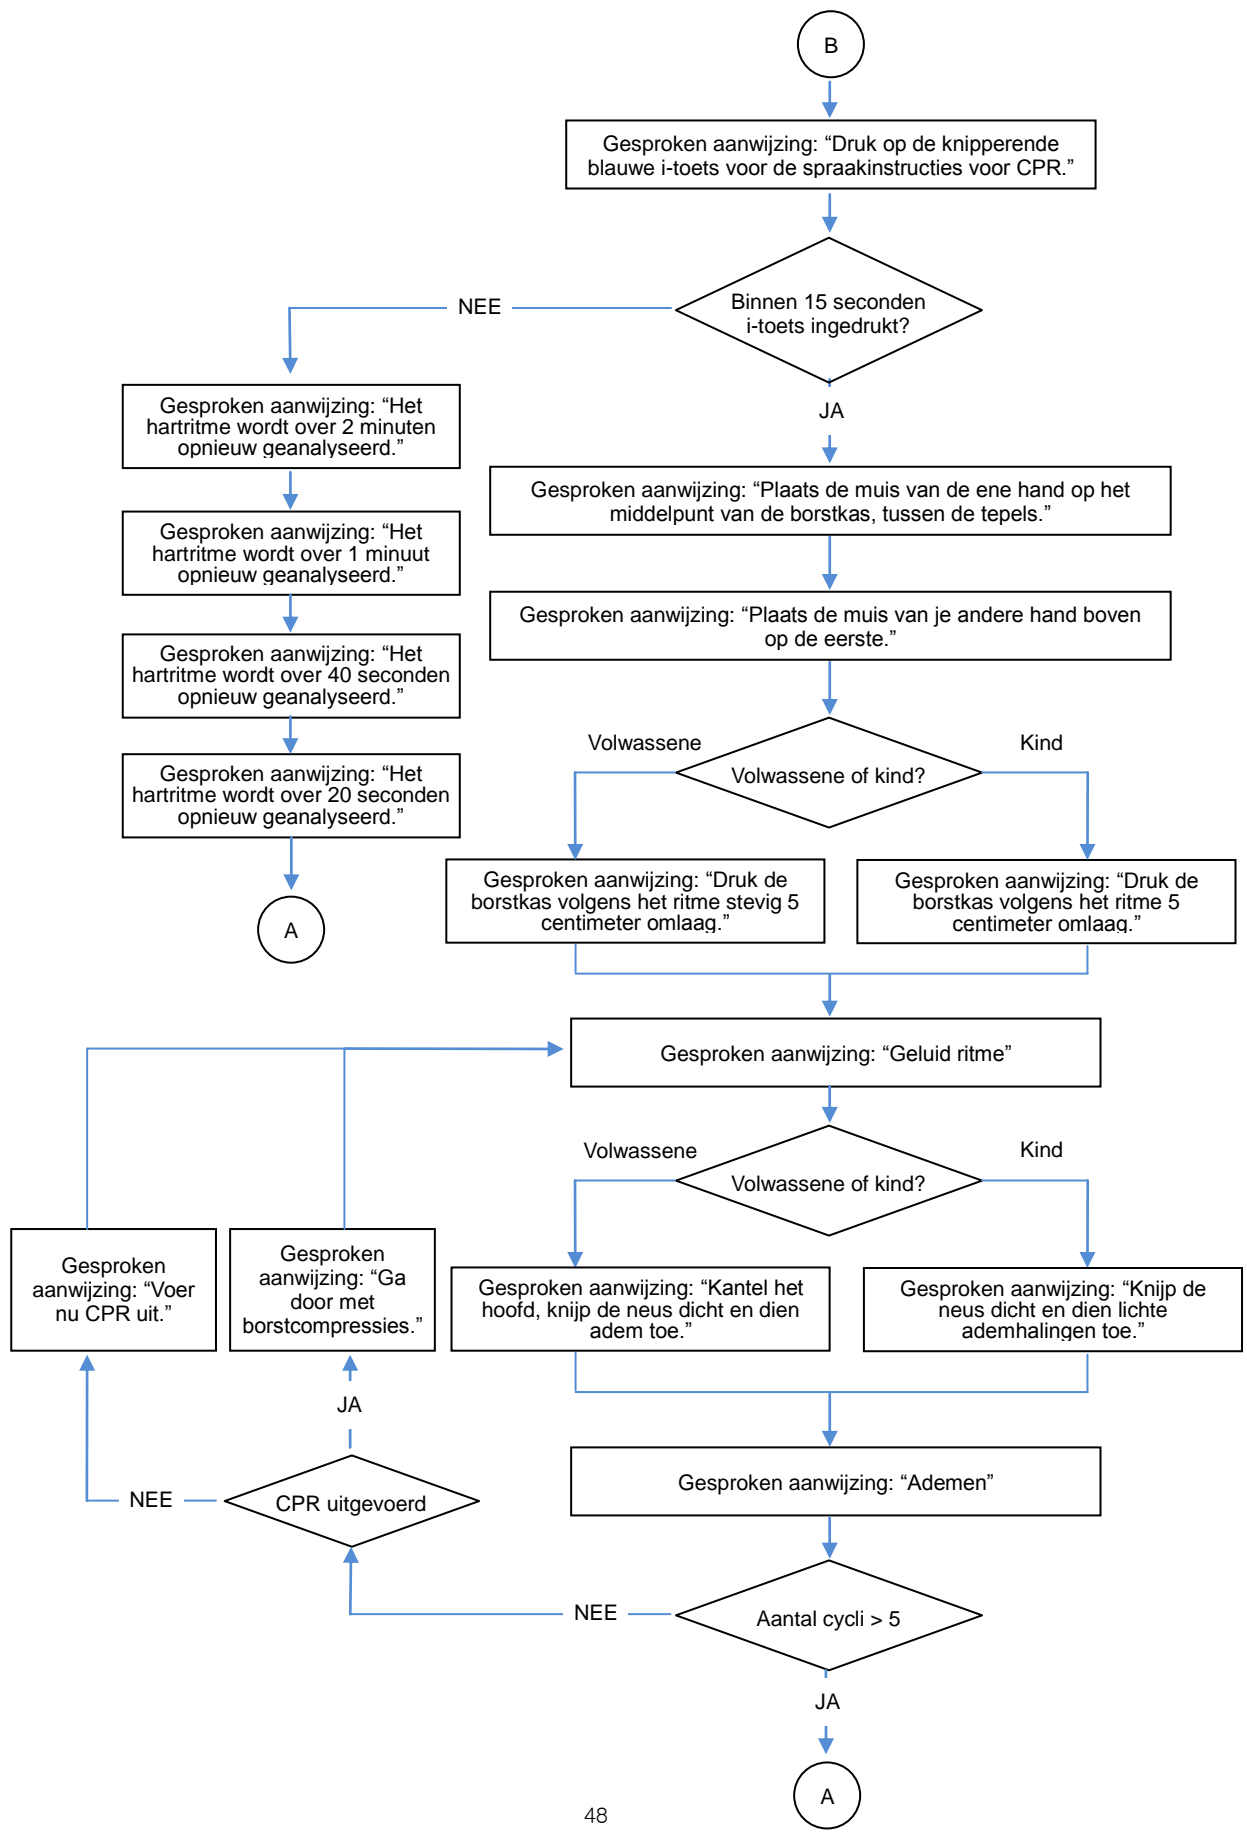 B
Gesproken aanwijzing: “Druk op de knipperende
blauwe i-toets voor de spraakinstructies voor CPR.”
Binnen 15 seconden
i-toets ingedrukt?
NEE
JA
Gesproken aanwijzing: “Het
hartritme wordt over 2 minuten
opnieuw geanalyseerd.”
Gesproken aanwijzing: “Het
hartritme wordt over 1 minuut
opnieuw geanalyseerd.”
Gesproken aanwijzing: “Het
hartritme wordt over 40 seconden
opnieuw geanalyseerd.”
Gesproken aanwijzing: “Het
hartritme wordt over 20 seconden
opnieuw geanalyseerd.”
A
Gesproken aanwijzing: “Plaats de muis van de ene hand op het
middelpunt van de borstkas, tussen de tepels.”
Gesproken aanwijzing: “Plaats de muis van je andere hand boven
op de eerste.”
Volwassene
Kind
Volwassene of kind?
Gesproken aanwijzing: “Druk de
borstkas volgens het ritme stevig 5
centimeter omlaag.”
Gesproken aanwijzing: “Druk de
borstkas volgens het ritme 5
centimeter omlaag.”
Gesproken aanwijzing: “Geluid ritme”
Volwassene
Kind
Volwassene of kind?
Gesproken
aanwijzing: “Voer
nu CPR uit.”
Gesproken
aanwijzing: “Ga
door met
borstcompressies.”
Gesproken aanwijzing: “Kantel het
hoofd, knijp de neus dicht en dien
adem toe.”
Gesproken aanwijzing: “Knijp de
neus dicht en dien lichte
ademhalingen toe.”
JA
NEE
CPR uitgevoerd
Gesproken aanwijzing: “Ademen”
NEE
Aantal cycli > 5
JA
A
48